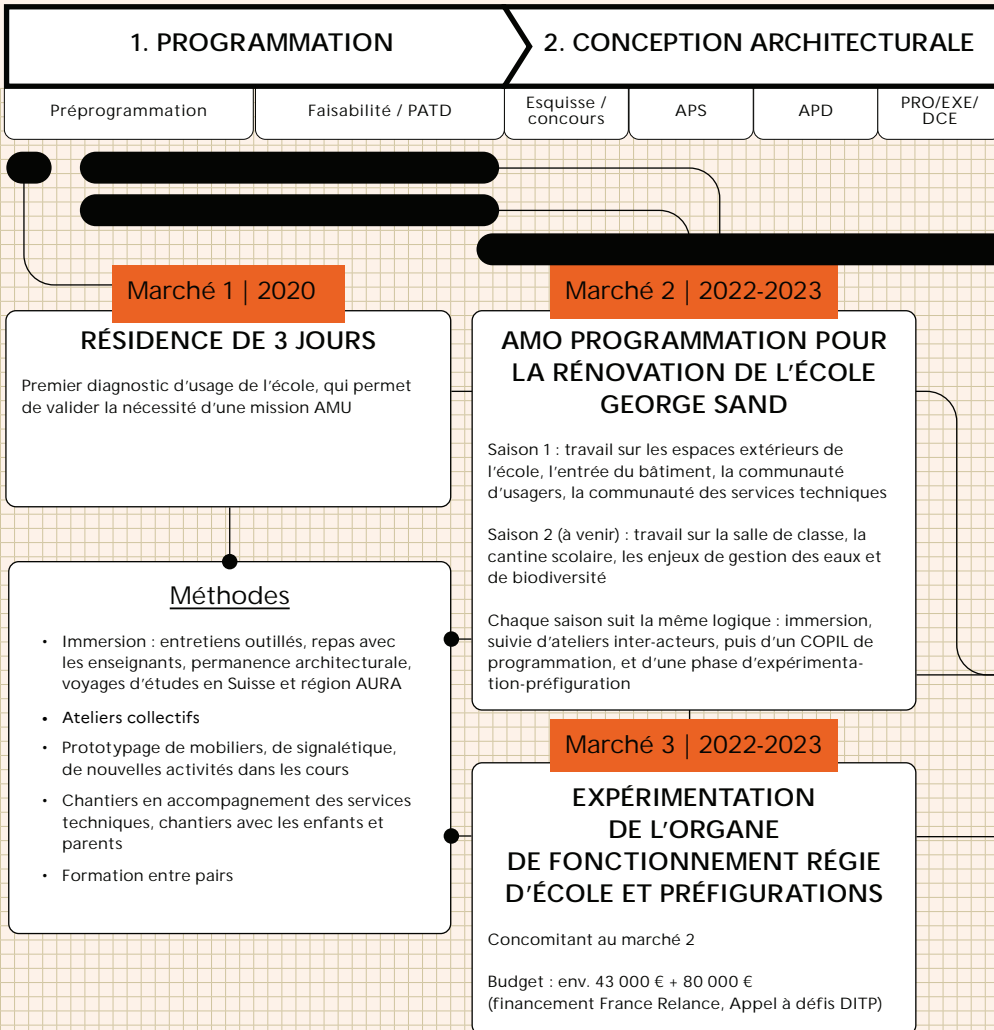 1. PROGRAMMATION
2. CONCEPTION ARCHITECTURALE
Préprogrammation
Faisabilité / PATD
Esquisse /
concours
APS
APD
PRO/EXE/
DCE
Marché 1 | 2020
RÉSIDENCE DE 3 JOURS
Premier diagnostic d'usage de l'école, qui permet
de valider la nécessité d'une mission AMU
Méthodes
• Immersion : entretiens outillés, repas avec
les enseignants, permanence architecturale,
voyages d'études en Suisse et région AURA
• Ateliers collectifs
• Prototypage de mobiliers, de signalétique,
de nouvelles activités dans les cours
• Chantiers en accompagnement des services
techniques, chantiers avec les enfants et
parents
• Formation entre pairs
Marché 2 | 2022-2023
AMO PROGRAMMATION POUR
LA RÉNOVATION DE L'ÉCOLE
GEORGE SAND
Saison 1 : travail sur les espaces extérieurs de
l'école, l'entrée du bâtiment, la communauté
d'usagers, la communauté des services techniques
Saison 2 (à venir) : travail sur la salle de classe, la
cantine scolaire, les enjeux de gestion des eaux et
de biodiversité
Chaque saison suit la même logique : immersion,
suivie d'ateliers inter-acteurs, puis d'un COPIL de
programmation, et d'une phase d'expérimenta-
tion-préfiguration
Marché 3 | 2022-2023
EXPÉRIMENTATION
DE L'ORGANE
DE FONCTIONNEMENT RÉGIE
D'ÉCOLE ET PRÉFIGURATIONS
Concomitant au marché 2
Budget : env. 43 000 € + 80 000 €
(financement France Relance, Appel à défis DITP)